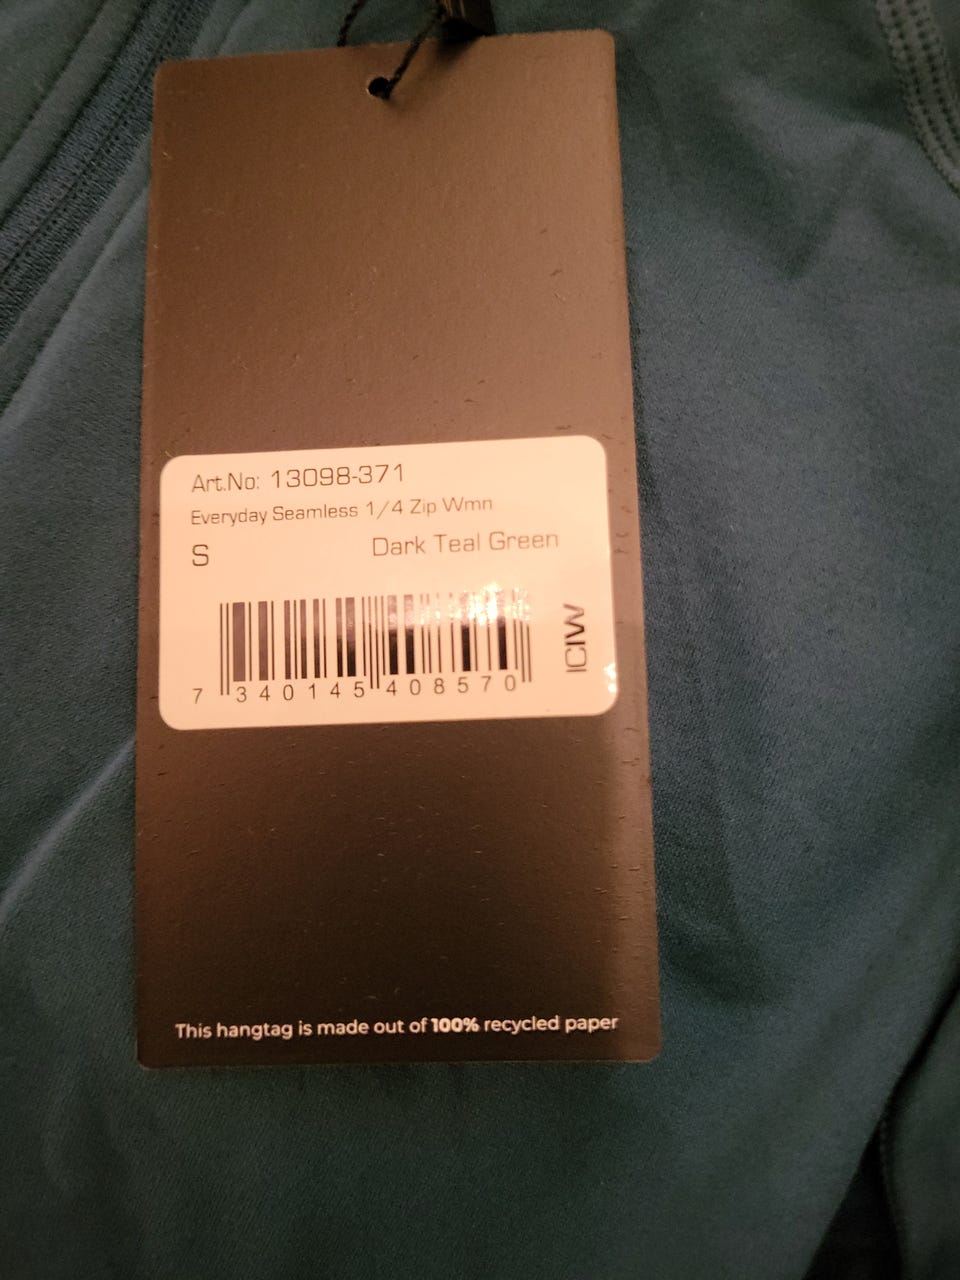 Art.No: 13098-371
Everyday Seamless 1/4 Zip Wmn
S Dark Teal Green
ICIW
7 340145 408570
This hangtag is made out of 100% recycled paper